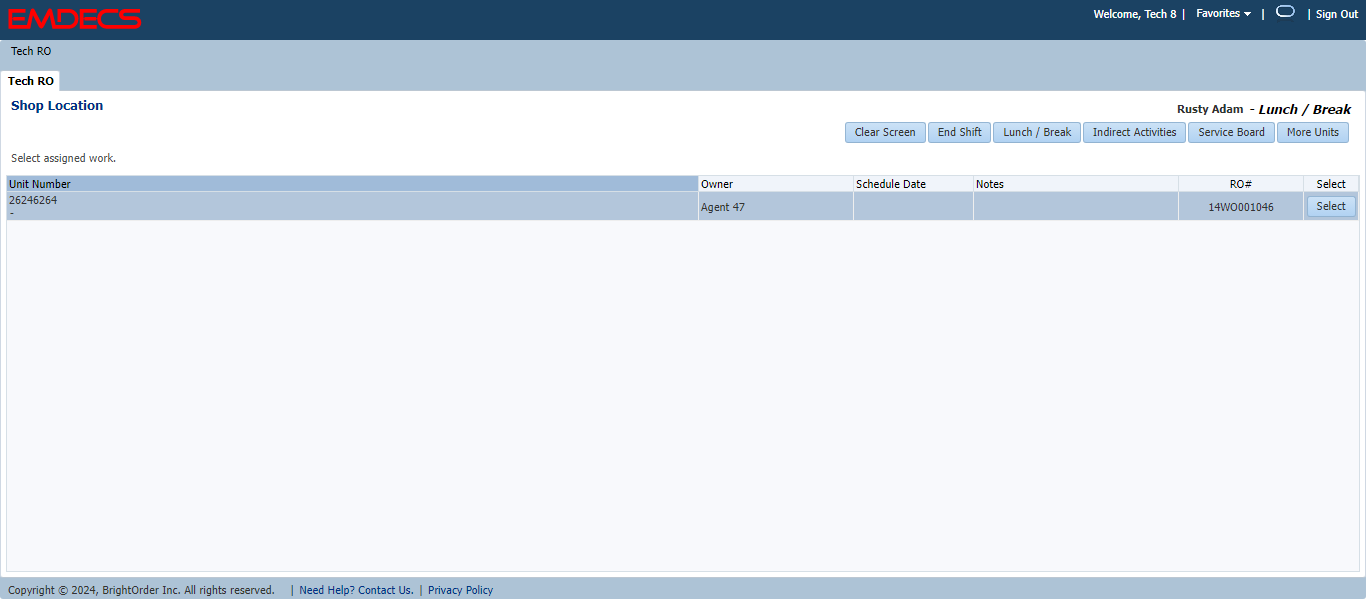 EMDECS
Welcome, Tech 8 | Favorites | | Sign Out
Tech RO
Tech RO
Shop Location
Rusty Adam - Lunch / Break
Clear Screen End Shift Lunch / Break Indirect Activities Service Board More Units
Select assigned work.
Unit Number Owner Schedule Date Notes RO# Select
26246264
- Agent 47 14WO001046 Select
Copyright © 2024, BrightOrder Inc. All rights reserved. | Need Help? Contact Us. | Privacy Policy